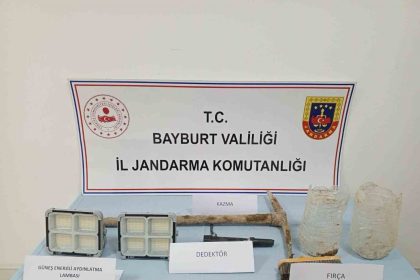 T.C.
BAYBURT VALİLİĞİ
İL JANDARMA KOMUTANLIĞI
KAZMA
DEDEKTÖR
GÜNEŞ ENERJİLİ AYDINLATMA
LAMBASI
FIRÇA